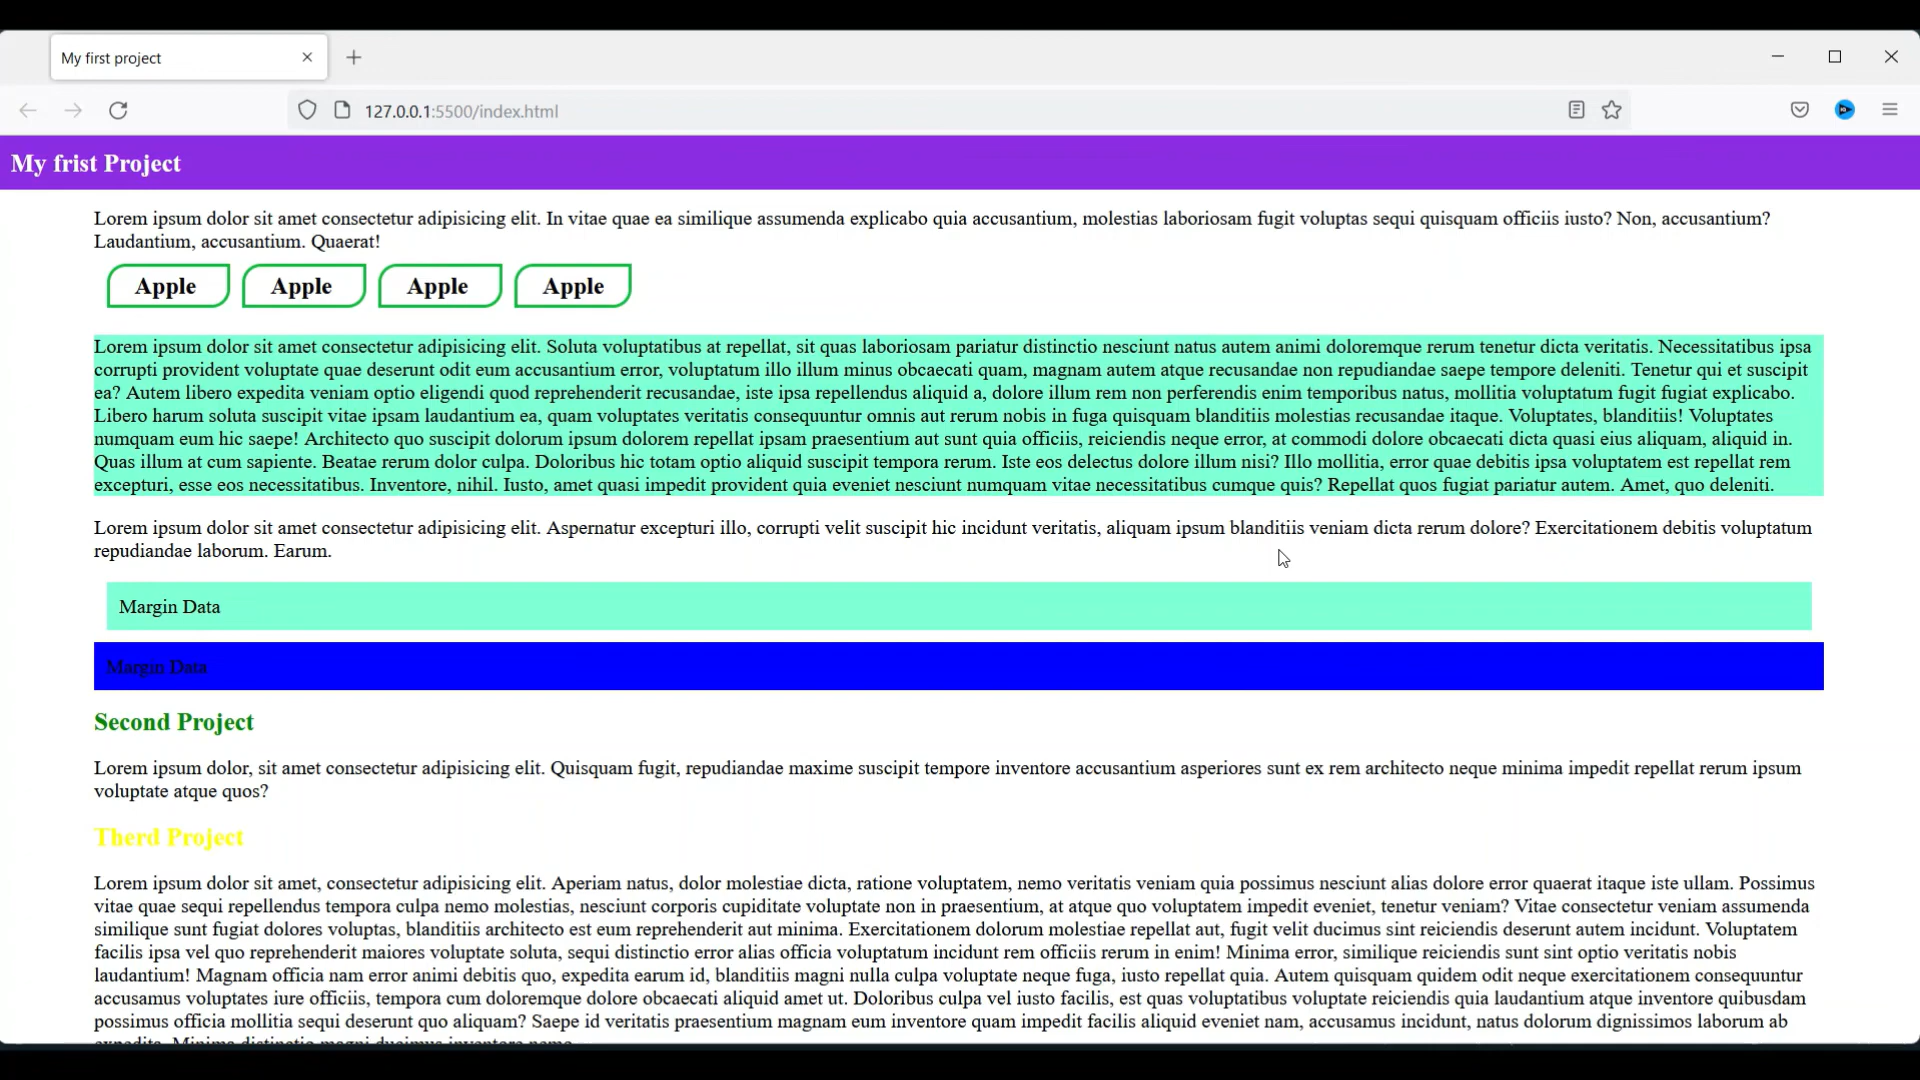 My first project
127.0.0.1:5500/index.html
My frist Project
Lorem ipsum dolor sit amet consectetur adipisicing elit. In vitae quae ea similique assumenda explicabo quia accusantium, molestias laboriosam fugit voluptas sequi quisquam officiis iusto? Non, accusantium?
Laudantium, accusantium. Quaerat!
Apple Apple Apple Apple
Lorem ipsum dolor sit amet consectetur adipisicing elit. Soluta voluptatibus at repellat, sit quas laboriosam pariatur distinctio nesciunt natus autem animi doloremque rerum tenetur dicta veritatis. Necessitatibus ipsa
corrupti provident voluptate quae deserunt odit eum accusantium error, voluptatum illo illum minus obcaecati quam, magnam autem atque recusandae non repudiandae saepe tempore deleniti. Tenetur qui et suscipit
ea? Autem libero expedita veniam optio eligendi quod reprehenderit recusandae, iste ipsa repellendus aliquid a, dolore illum rem non perferendis enim temporibus natus, mollitia voluptatum fugit fugiat explicabo.
Libero harum soluta suscipit vitae ipsam laudantium ea, quam voluptates veritatis consequuntur omnis aut rerum nobis in fuga quisquam blanditiis molestias recusandae itaque. Voluptates, blanditiis! Voluptates
numquam eum hic saepe! Architecto quo suscipit dolorum ipsum dolorem repellat ipsam praesentium aut sunt quia officiis, reiciendis neque error, at commodi dolore obcaecati dicta quasi eius aliquam, aliquid in.
Quas illum at cum sapiente. Beatae rerum dolor culpa. Doloribus hic totam optio aliquid suscipit tempora rerum. Iste eos delectus dolore illum nisi? Illo mollitia, error quae debitis ipsa voluptatem est repellat rem
excepturi, esse eos necessitatibus. Inventore, nihil. Iusto, amet quasi impedit provident quia eveniet nesciunt numquam vitae necessitatibus cumque quis? Repellat quos fugiat pariatur autem. Amet, quo deleniti.
Lorem ipsum dolor sit amet consectetur adipisicing elit. Aspernatur excepturi illo, corrupti velit suscipit hic incidunt veritatis, aliquam ipsum blanditiis veniam dicta rerum dolore? Exercitationem debitis voluptatum
repudiandae laborum. Earum.
Margin Data
Margin Data
Second Project
Lorem ipsum dolor, sit amet consectetur adipisicing elit. Quisquam fugit, repudiandae maxime suscipit tempore inventore accusantium asperiores sunt ex rem architecto neque minima impedit repellat rerum ipsum
voluptate atque quos?
Therd Project
Lorem ipsum dolor sit amet, consectetur adipisicing elit. Aperiam natus, dolor molestiae dicta, ratione voluptatem, nemo veritatis veniam quia possimus nesciunt alias dolore error quaerat itaque iste ullam. Possimus
vitae quae sequi repellendus tempora culpa nemo molestias, nesciunt corporis cupiditate voluptate non in praesentium, at atque quo voluptatem impedit eveniet, tenetur veniam? Vitae consectetur veniam assumenda
similique sunt fugiat dolores voluptas, blanditiis architecto est eum reprehenderit aut minima. Exercitationem dolorum molestiae repellat aut, fugit velit ducimus sint reiciendis deserunt autem incidunt. Voluptatem
facilis ipsa vel quo reprehenderit maiores voluptate soluta, sequi distinctio error alias officia voluptatum incidunt rem officiis rerum in enim! Minima error, similique reiciendis sunt sint optio veritatis nobis
laudantium! Magnam officia nam error animi debitis quo, expedita earum id, blanditiis magni nulla culpa voluptate neque fuga, iusto repellat quia. Autem quisquam quidem odit neque exercitationem consequuntur
accusamus voluptates iure officiis, tempora cum doloremque dolore obcaecati aliquid amet ut. Doloribus culpa vel iusto facilis, est quas voluptatibus voluptate reiciendis quia laudantium atque inventore quibusdam
possimus officia mollitia sequi deserunt quo aliquam? Saepe id veritatis praesentium magnam eum inventore quam impedit facilis aliquid eveniet nam, accusamus incidunt, natus dolorum dignissimos laborum ab
expedita. Minima distinctio magni ducimus inventore nemo